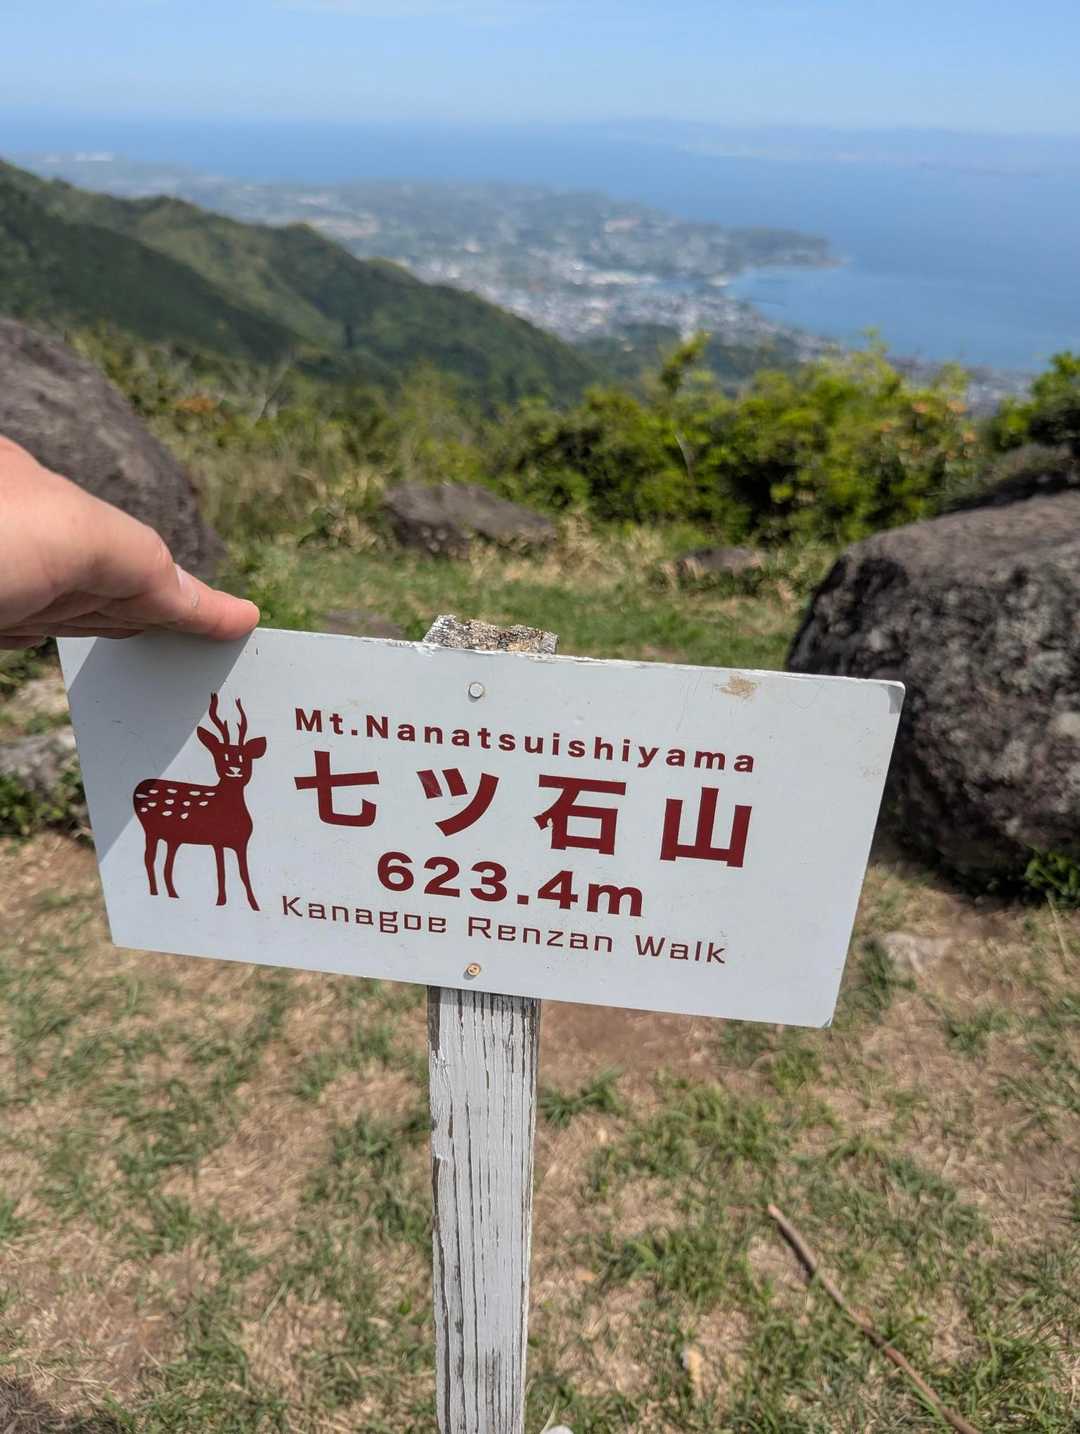 Mt.Nanatsuishiyama
七ツ石山
623.4m
Kanagoe Renzan Walk